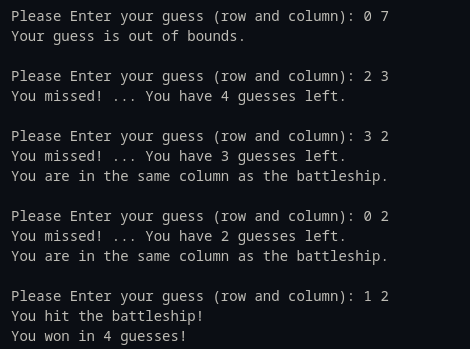 Please Enter your guess (row and column): 0 7
Your guess is out of bounds.
Please Enter your guess (row and column): 2 3
You missed! ... You have 4 guesses left.
Please Enter your guess (row and column): 3 2
You missed! ... You have 3 guesses left.
You are in the same column as the battleship.
Please Enter your guess (row and column): 0 2
You missed! ... You have 2 guesses left.
You are in the same column as the battleship.
Please Enter your guess (row and column): 1 2
You hit the battleship!
You won in 4 guesses!